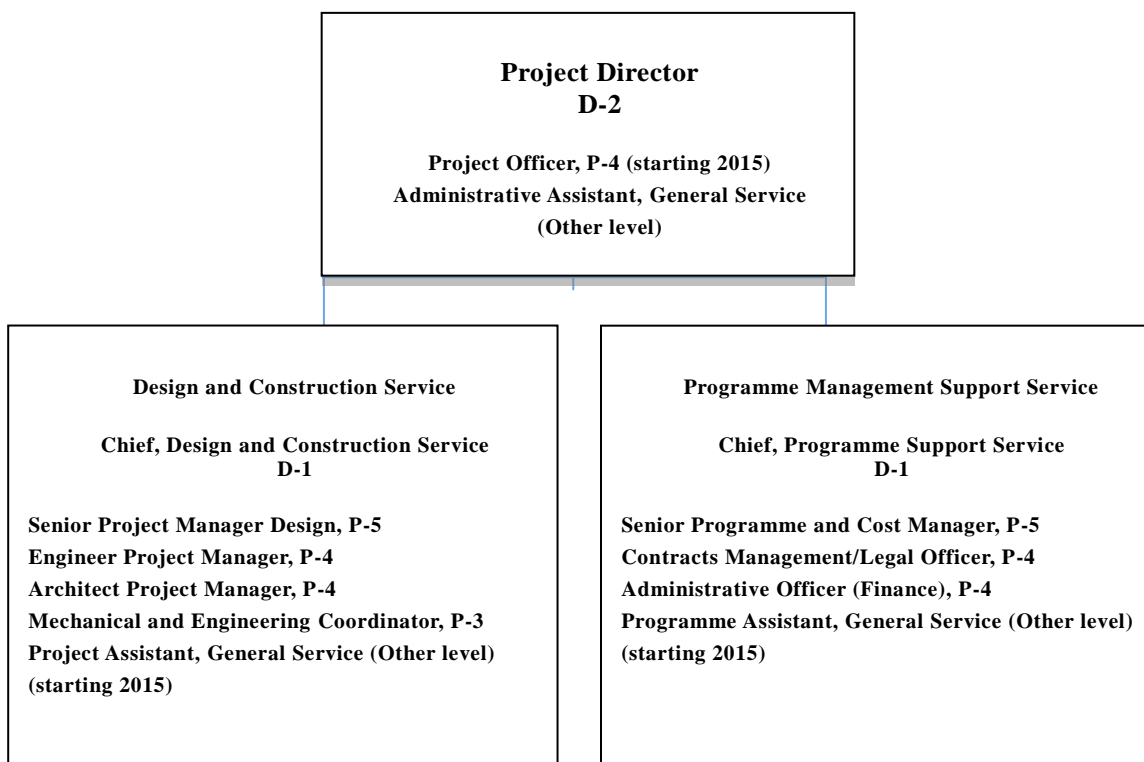 Project Director
D-2
Project Officer, P-4 (starting 2015)
Administrative Assistant, General Service
(Other level)
Design and Construction Service
Chief, Design and Construction Service
D-1
Senior Project Manager Design, P-5
Engineer Project Manager, P-4
Architect Project Manager, P-4
Mechanical and Engineering Coordinator, P-3
Project Assistant, General Service (Other level)
(starting 2015)
Programme Management Support Service
Chief, Programme Support Service
D-1
Senior Programme and Cost Manager, P-5
Contracts Management/Legal Officer, P-4
Administrative Officer (Finance), P-4
Programme Assistant, General Service (Other level)
(starting 2015)